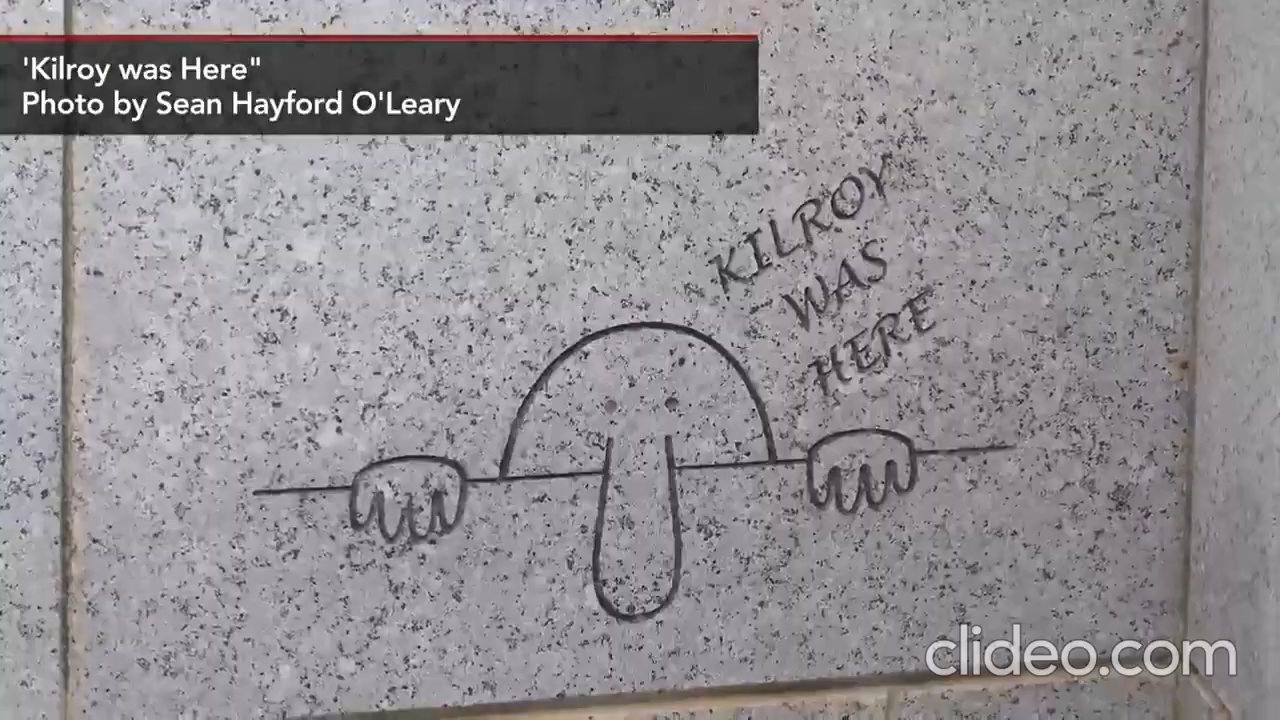 'Kilroy was Here"
Photo by Sean Hayford O'Leary
KILROY
WAS
HERE
clideo.com